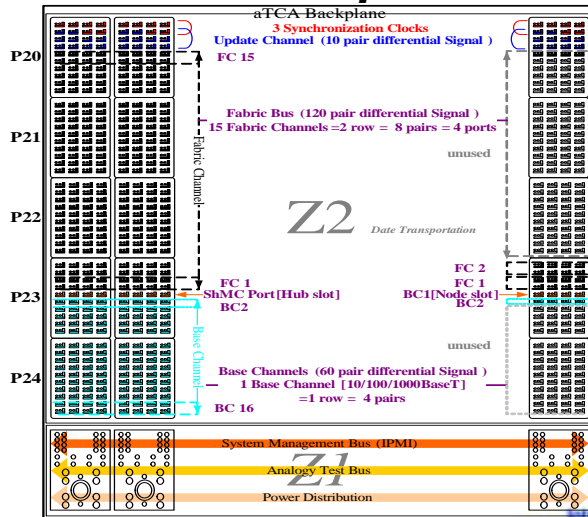 aTCA Backplane
3 Synchronization Clocks
Update Channel (10 pair differential Signal )
P20
FC 15
Fabric Bus (120 pair differential Signal )
15 Fabric Channels =2 row = 8 pairs = 4 ports
P21
Fabric Channel
unused
P22
Z2 Date Transportation
FC 2
FC 1
FC 1
P23
ShMC Port[Hub slot]
BC1[Node slot]
BC2
BC2
Base Channel
unused
P24
Base Channels (60 pair differential Signal )
1 Base Channel [10/100/1000BaseT]
=1 row = 4 pairs
BC 16
System Management Bus (IPMI)
Z1
Analogy Test Bus
Power Distribution